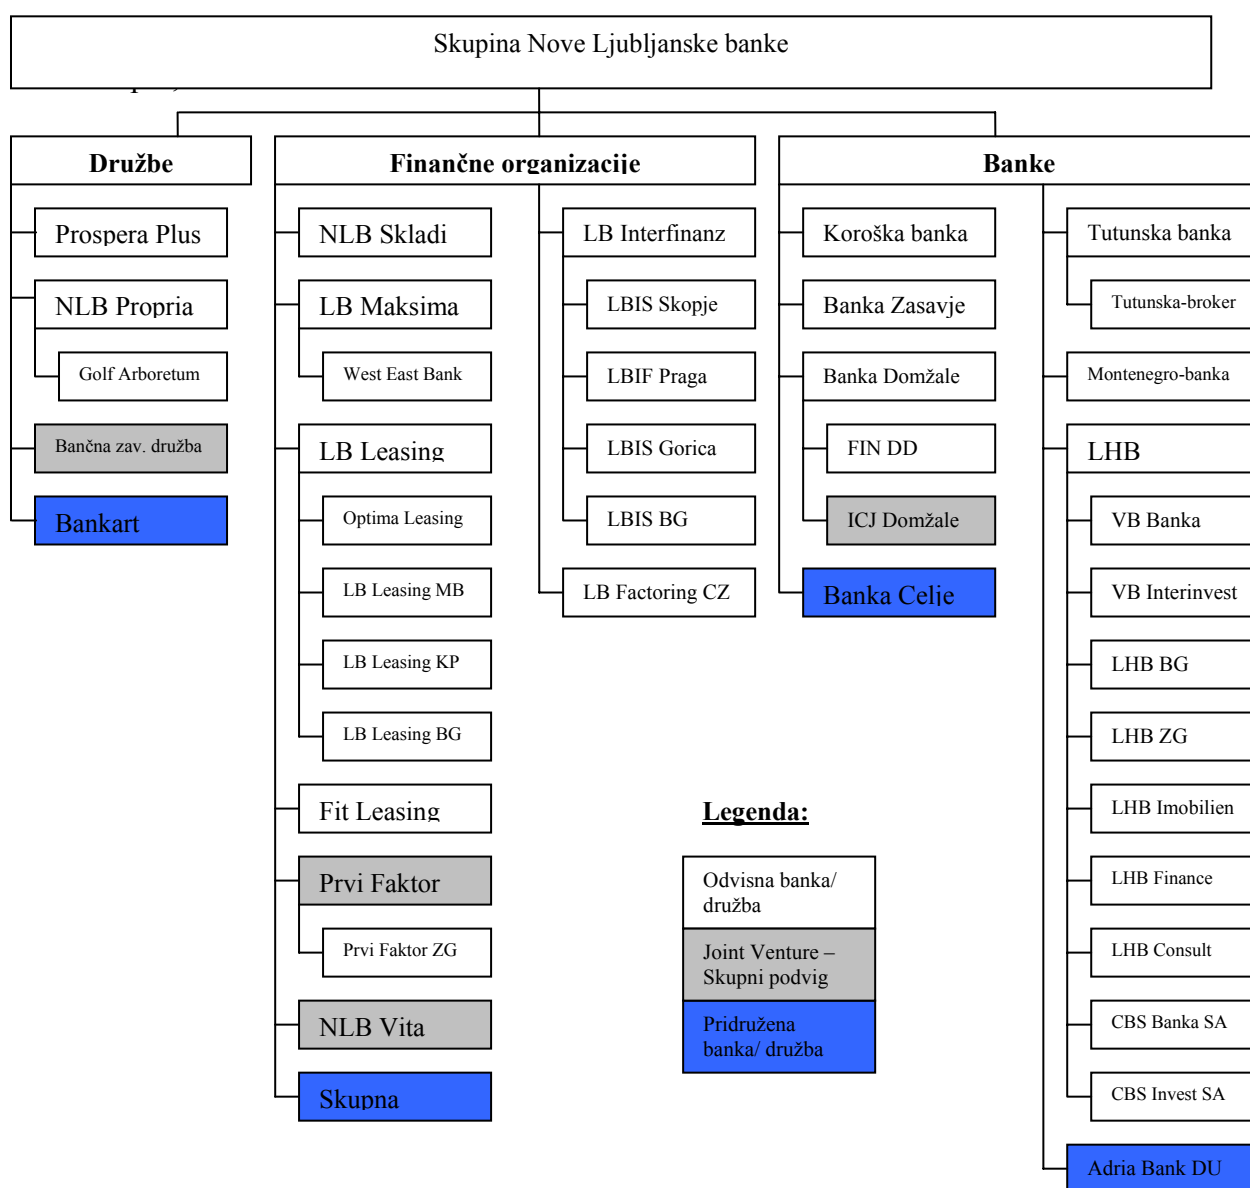 Skupina Nove Ljubljanske banke
Družbe
Prospera Plus
NLB Propria
Golf Arboretum
Bančna zav. družba
Bankart
Finančne organizacije
NLB Skladi
LB Maksima
West East Bank
LB Leasing
Optima Leasing
LB Leasing MB
LB Leasing KP
LB Leasing BG
Fit Leasing
Prvi Faktor
Prvi Faktor ZG
NLB Vita
Skupna
LB Interfinanz
LBIS Skopje
LBIF Praga
LBIS Gorica
LBIS BG
LB Factoring CZ
Banke
Koroška banka
Banka Zasavje
Banka Domžale
FIN DD
ICJ Domžale
Banka Celje
Tutunska banka
Tutunska-broker
Montenegro-banka
LHB
VB Banka
VB Interinvest
LHB BG
LHB ZG
LHB Imobilien
LHB Finance
LHB Consult
CBS Banka SA
CBS Invest SA
Adria Bank DU
Legenda:
Odvisna banka/
družba
Joint Venture –
Skupni podvig
Pridružena
banka/ družba